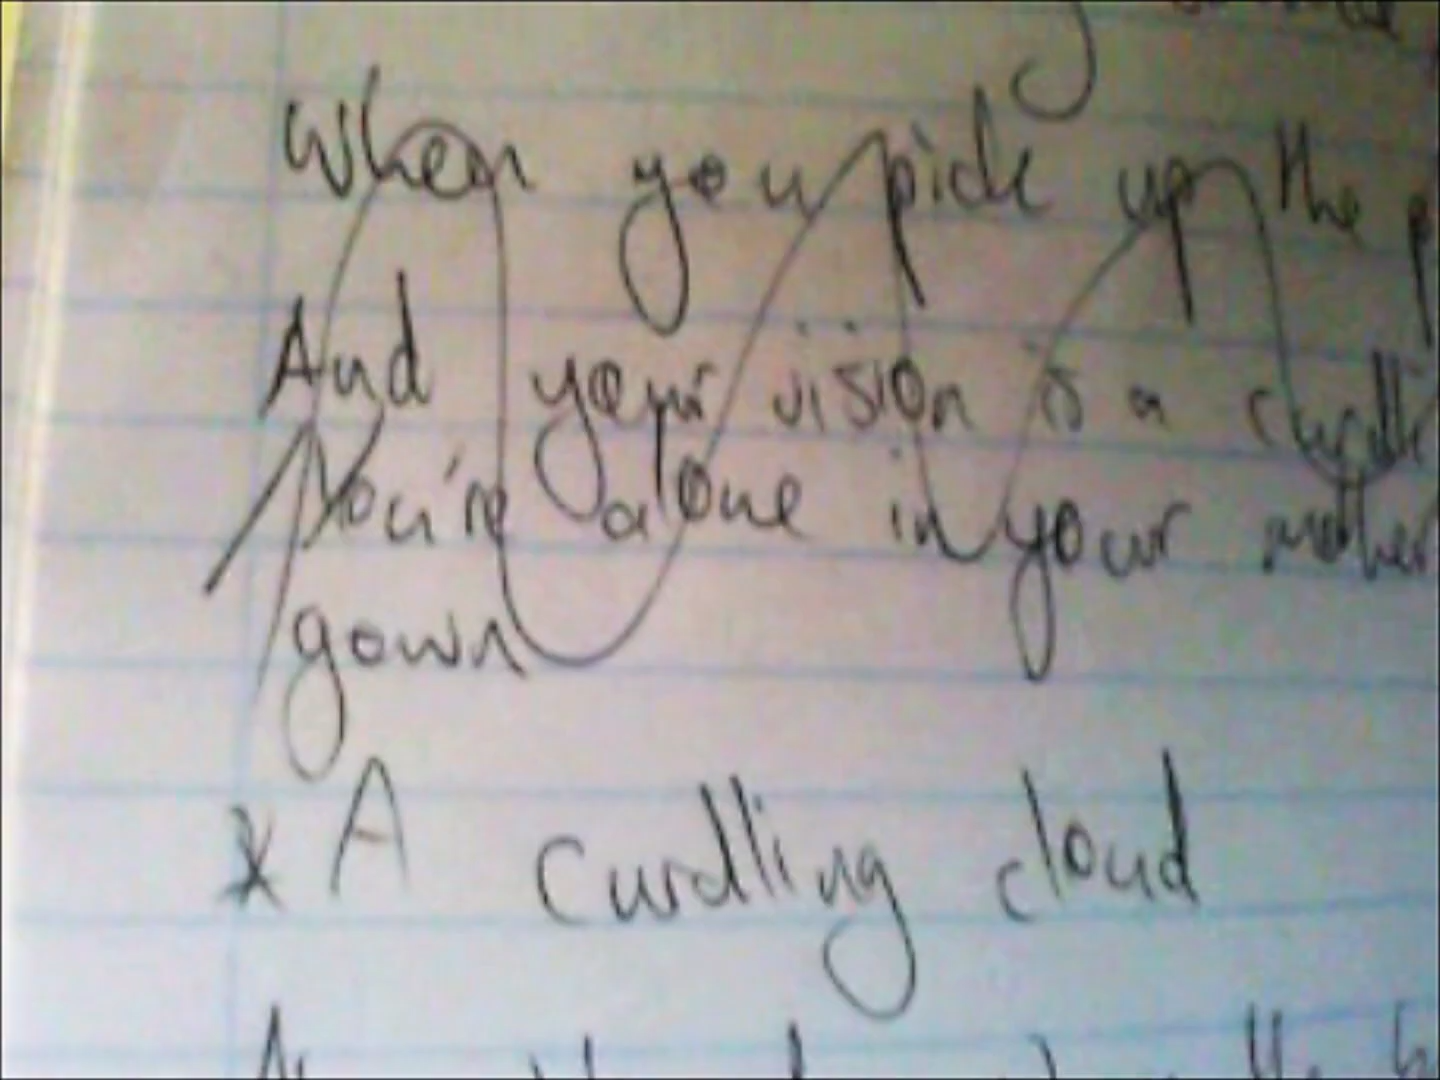 When you pick up the
And your vision is a
You're alone in your
gown
* A curdling cloud